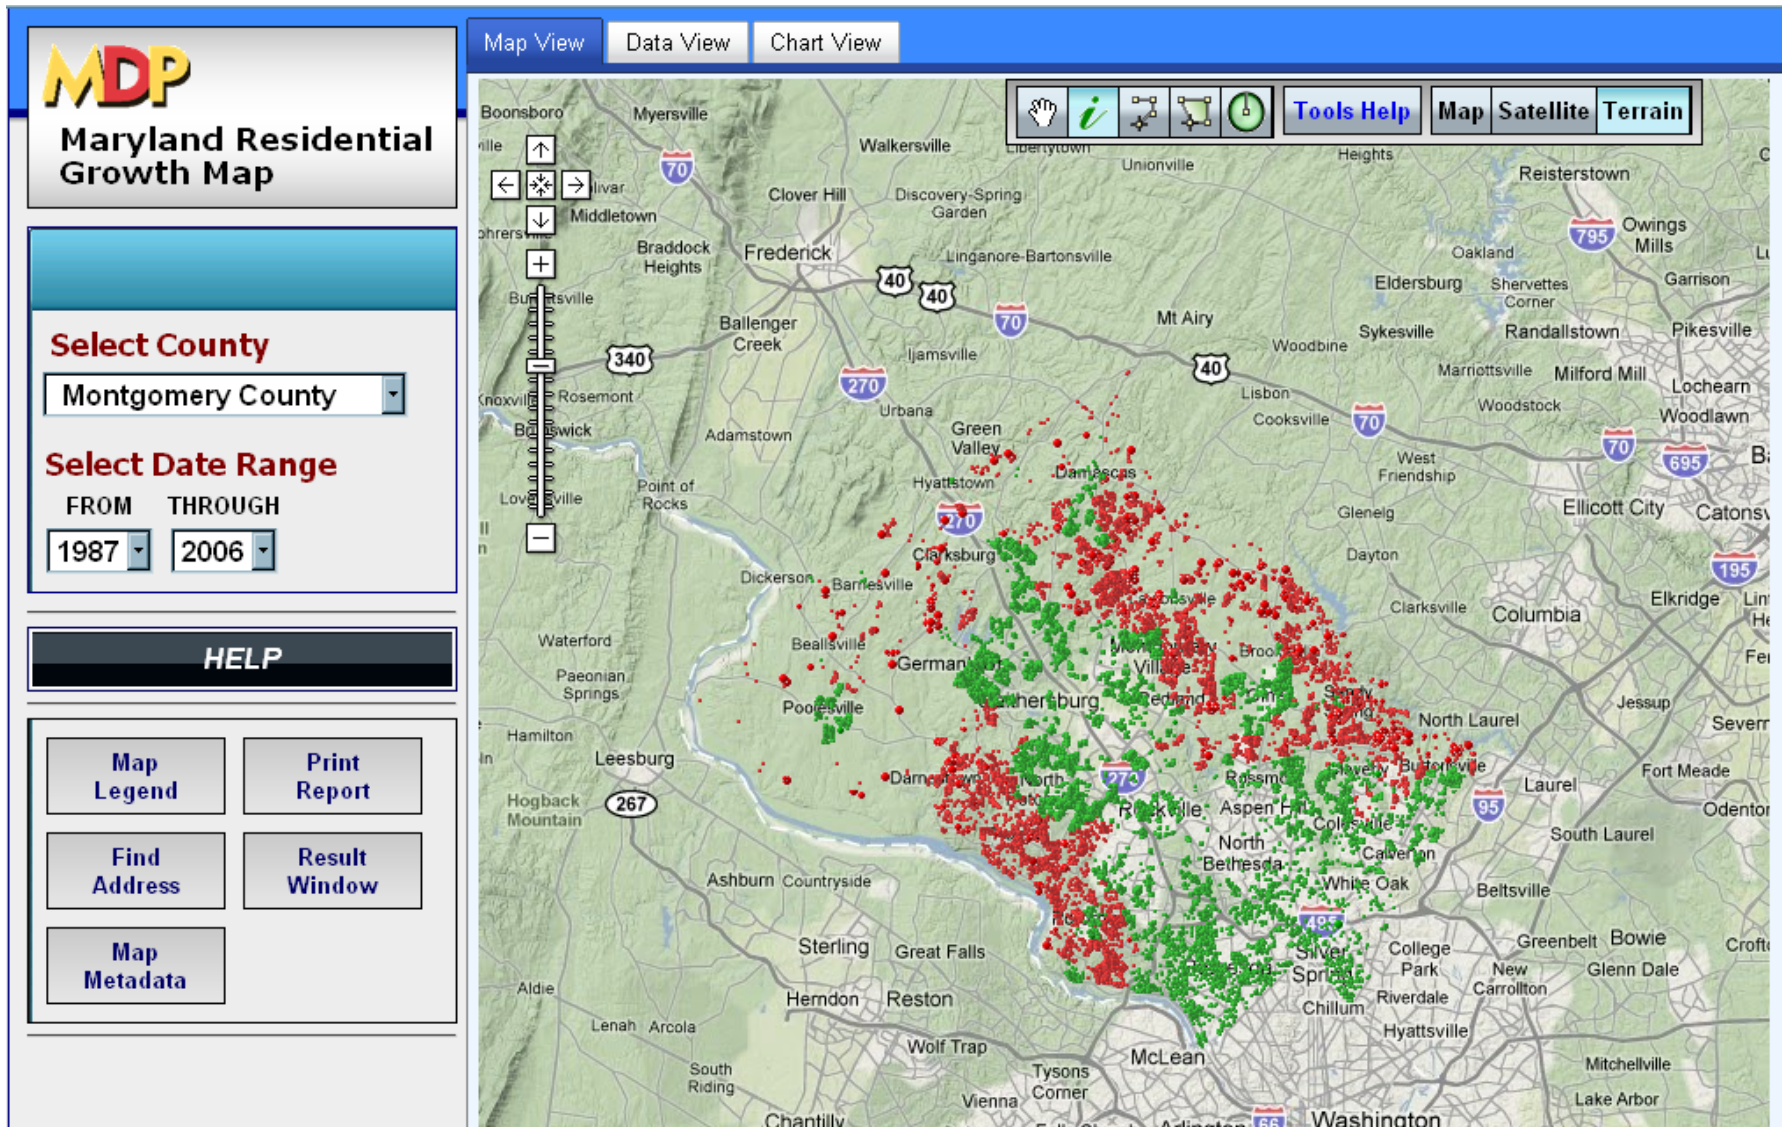 MDP
Maryland Residential
Growth Map
Select County
Montgomery County
Select Date Range
FROM THROUGH
1987 2006
HELP
Map
Legend
Print
Report
Find
Address
Result
Window
Map
Metadata
Map View
Data View
Chart View
i
Tools Help
Map
Satellite
Terrain
Boonsboro
Myersville
Walkersville
Libertytown
Unionville
Heights
Reisterstown
70
Clover Hill
Discovery-Spring
Garden
Middletown
795
Owings
Mills
Braddock
Heights
Frederick
Linganore-Bartonsville
Oakland
Eldersburg
Shervettes
Corner
Garrison
40
40
70
Ballenger
Creek
Mt Airy
Sykesville
Randallstown
Pikesville
Woodbine
340
Ijamsville
40
Marriottsville
Milford Mill
Lochearn
270
Rosemont
Urbana
Lisbon
Woodstock
Woodlawn
Cooksville
70
Adamstown
Green
Valley
70
695
West
Friendship
Damascus
Hyattstown
Point of
Rocks
Glenelg
Ellicott City
270
Clarksburg
Dayton
195
Dickerson
Barnesville
Clarksville
Columbia
Elkridge
Waterford
Beallsville
Paeonian
Springs
Poolesville
Redland
North Laurel
Jessup
Hamilton
Leesburg
Hogback
Mountain
267
Rockville
Aspen Hill
95
Laurel
Fort Meade
South Laurel
North
Bethesda
Calverton
Ashburn
Countryside
White Oak
Beltsville
495
Sterling
Great Falls
Silver
Spring
College
Park
Greenbelt
Bowie
New
Carrollton
Glenn Dale
Aldie
Herndon
Reston
Chillum
Riverdale
Lenah
Arcola
Hyattsville
Wolf Trap
McLean
Mitchellville
South
Riding
Tysons
Corner
Vienna
Lake Arbor
Chantilly
66
Washington